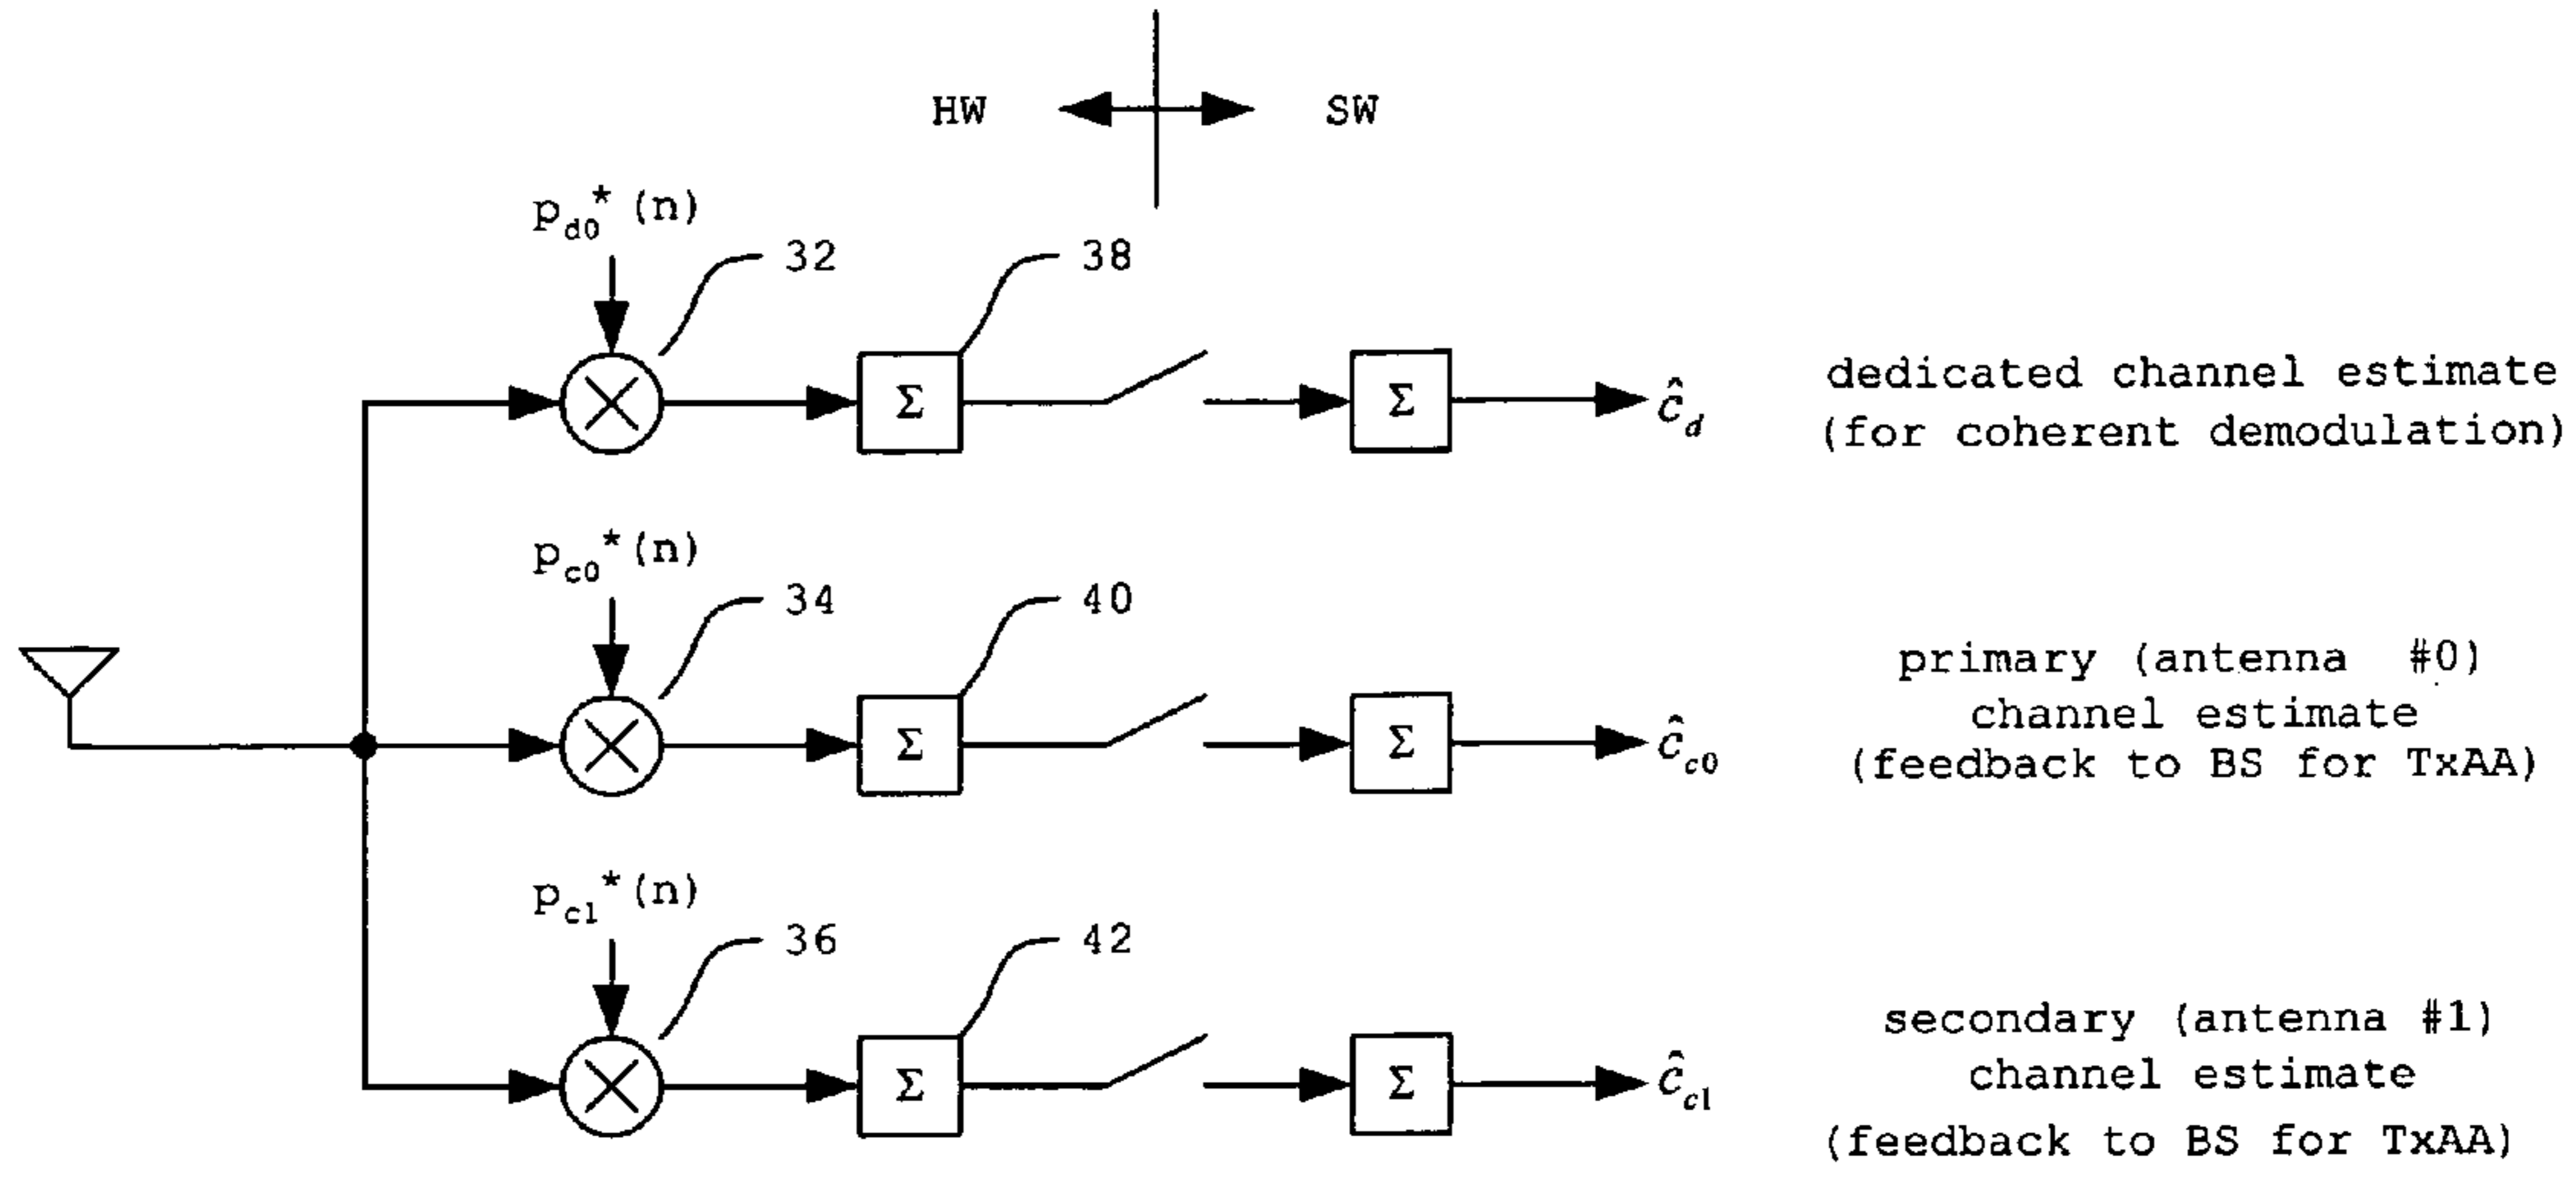 HW SW
p_d0*(n)
32 38
Σ Σ ĉ_d
dedicated channel estimate
(for coherent demodulation)
p_c0*(n)
34 40
Σ Σ ĉ_c0
primary (antenna #0)
channel estimate
(feedback to BS for TxAA)
p_c1*(n)
36 42
Σ Σ ĉ_c1
secondary (antenna #1)
channel estimate
(feedback to BS for TxAA)